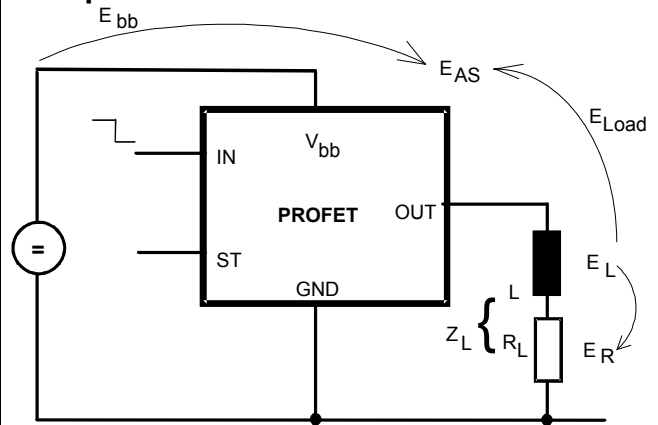 E bb
E AS
E Load
V bb
IN
PROFET
OUT
=
ST
GND
E L
L
Z L { R L
E R